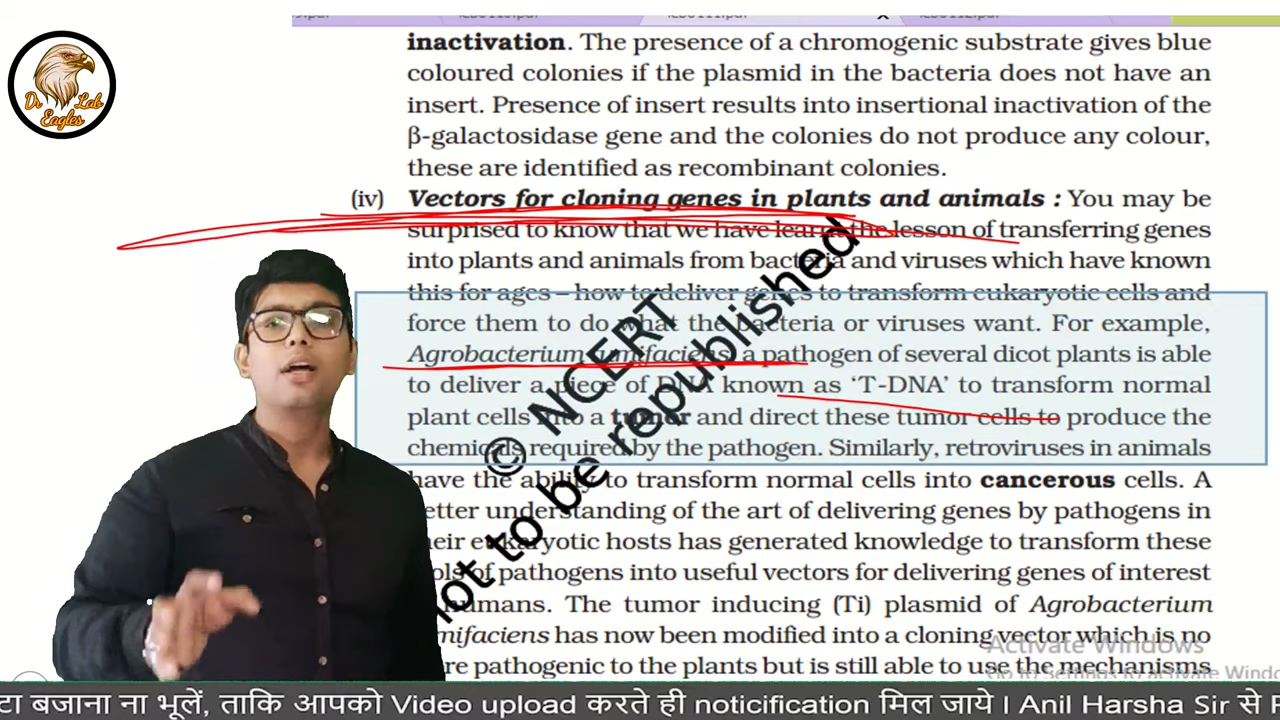 Dr Lab
Eagles
inactivation. The presence of a chromogenic substrate gives blue
coloured colonies if the plasmid in the bacteria does not have an
insert. Presence of insert results into insertional inactivation of the
β-galactosidase gene and the colonies do not produce any colour,
these are identified as recombinant colonies.
(iv) Vectors for cloning genes in plants and animals : You may be
surprised to know that we have learnt the lesson of transferring genes
into plants and animals from bacteria and viruses which have known
this for ages – how to deliver genes to transform eukaryotic cells and
force them to do what the bacteria or viruses want. For example,
Agrobacterium tumifaciens, a pathogen of several dicot plants is able
to deliver a piece of DNA known as ‘T-DNA’ to transform normal
plant cells into a tumor and direct these tumor cells to produce the
chemicals required by the pathogen. Similarly, retroviruses in animals
have the ability to transform normal cells into cancerous cells. A
better understanding of the art of delivering genes by pathogens in
their eukaryotic hosts has generated knowledge to transform these
of pathogens into useful vectors for delivering genes of interest
humans. The tumor inducing (Ti) plasmid of Agrobacterium
has now been modified into a cloning vector which is no
pathogenic to the plants but is still able to use the mechanisms
© NCERT
not to be republished
Activate Windows
बजाना ना भूलें, ताकि आपको Video upload करते ही noticification मिल जाये । Anil Harsha Sir से